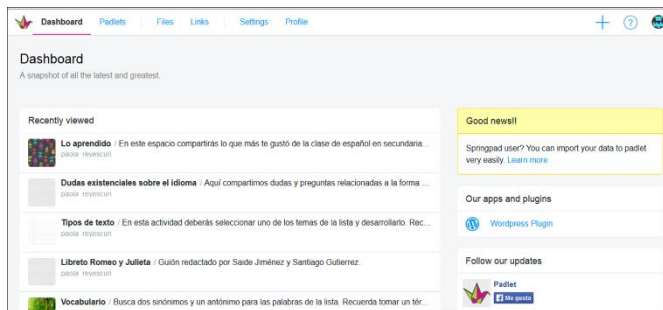 Dashboard Padlets Files Links Settings Profile
Dashboard
A snapshot of all the latest and greatest.
Recently viewed
Lo aprendido / En este espacio compartirás lo que más te gustó de la clase de español en secundaria...
paola reyescuri
Dudas existenciales sobre el idioma / Aquí compartimos dudas y preguntas relacionadas a la forma ...
paola reyescuri
Tipos de texto / En esta actividad deberás seleccionar uno de los temas de la lista y desarrollarlo. Rec...
paola reyescuri
Libreto Romeo y Julieta / Guión redactado por Saide Jiménez y Santiago Gutierrez.
paola reyescuri
Vocabulario / Busca dos sinónimos y un antónimo para las palabras de la lista. Recuerda tomar un tér...
Good news!!
Springpad user? You can import your data to padlet
very easily. Learn more
Our apps and plugins
Wordpress Plugin
Follow our updates
Padlet
Me gusta